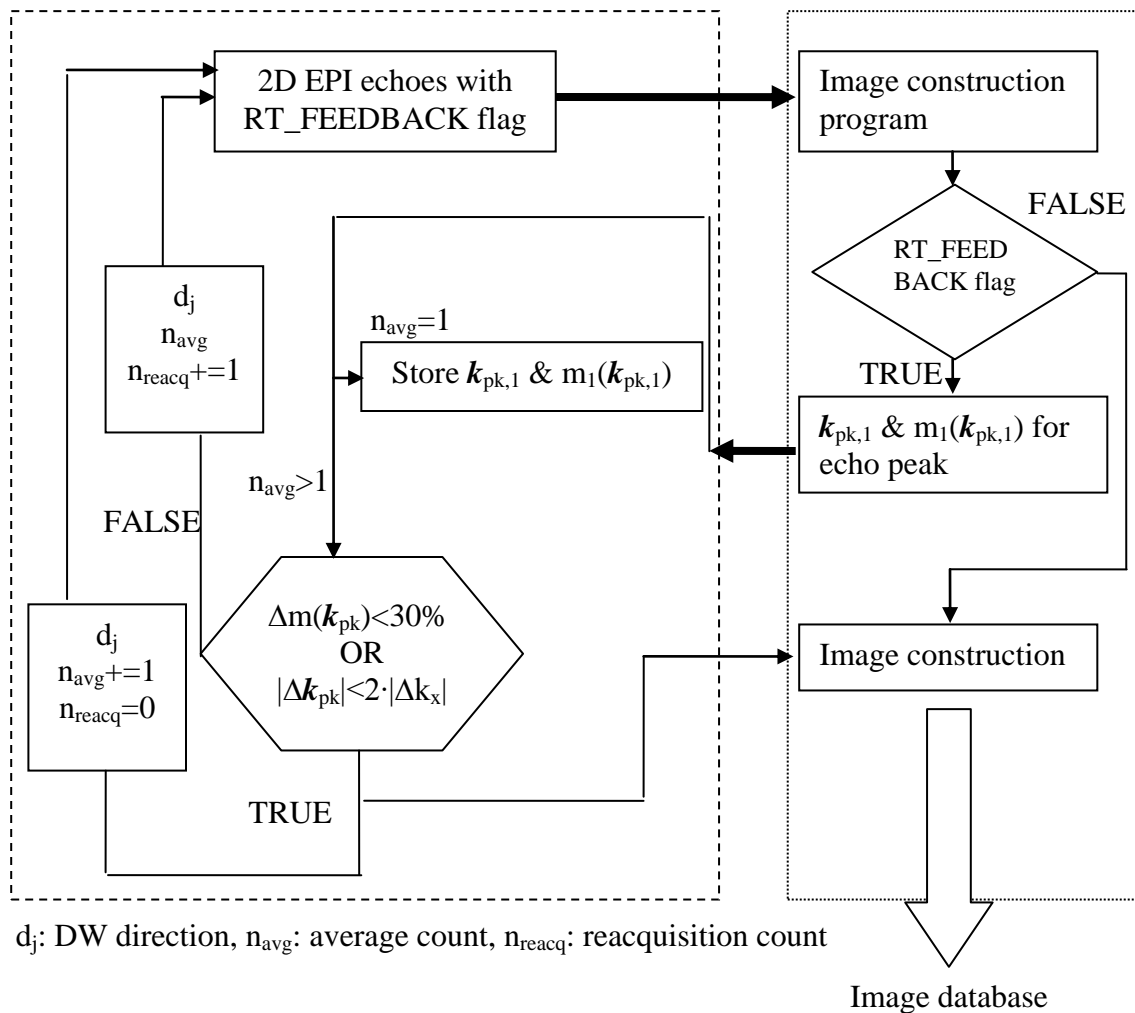 2D EPI echoes with
RT_FEEDBACK flag
Image construction
program
FALSE
RT_FEED
BACK flag
TRUE
k_pk,1 & m_1(k_pk,1) for
echo peak
n_avg=1
Store k_pk,1 & m_1(k_pk,1)
n_avg>1
d_j
n_avg
n_reacq+=1
FALSE
Δm(k_pk)<30%
OR
|Δk_pk|<2·|Δk_x|
d_j
n_avg+=1
n_reacq=0
TRUE
Image construction
d_j: DW direction, n_avg: average count, n_reacq: reacquisition count
Image database